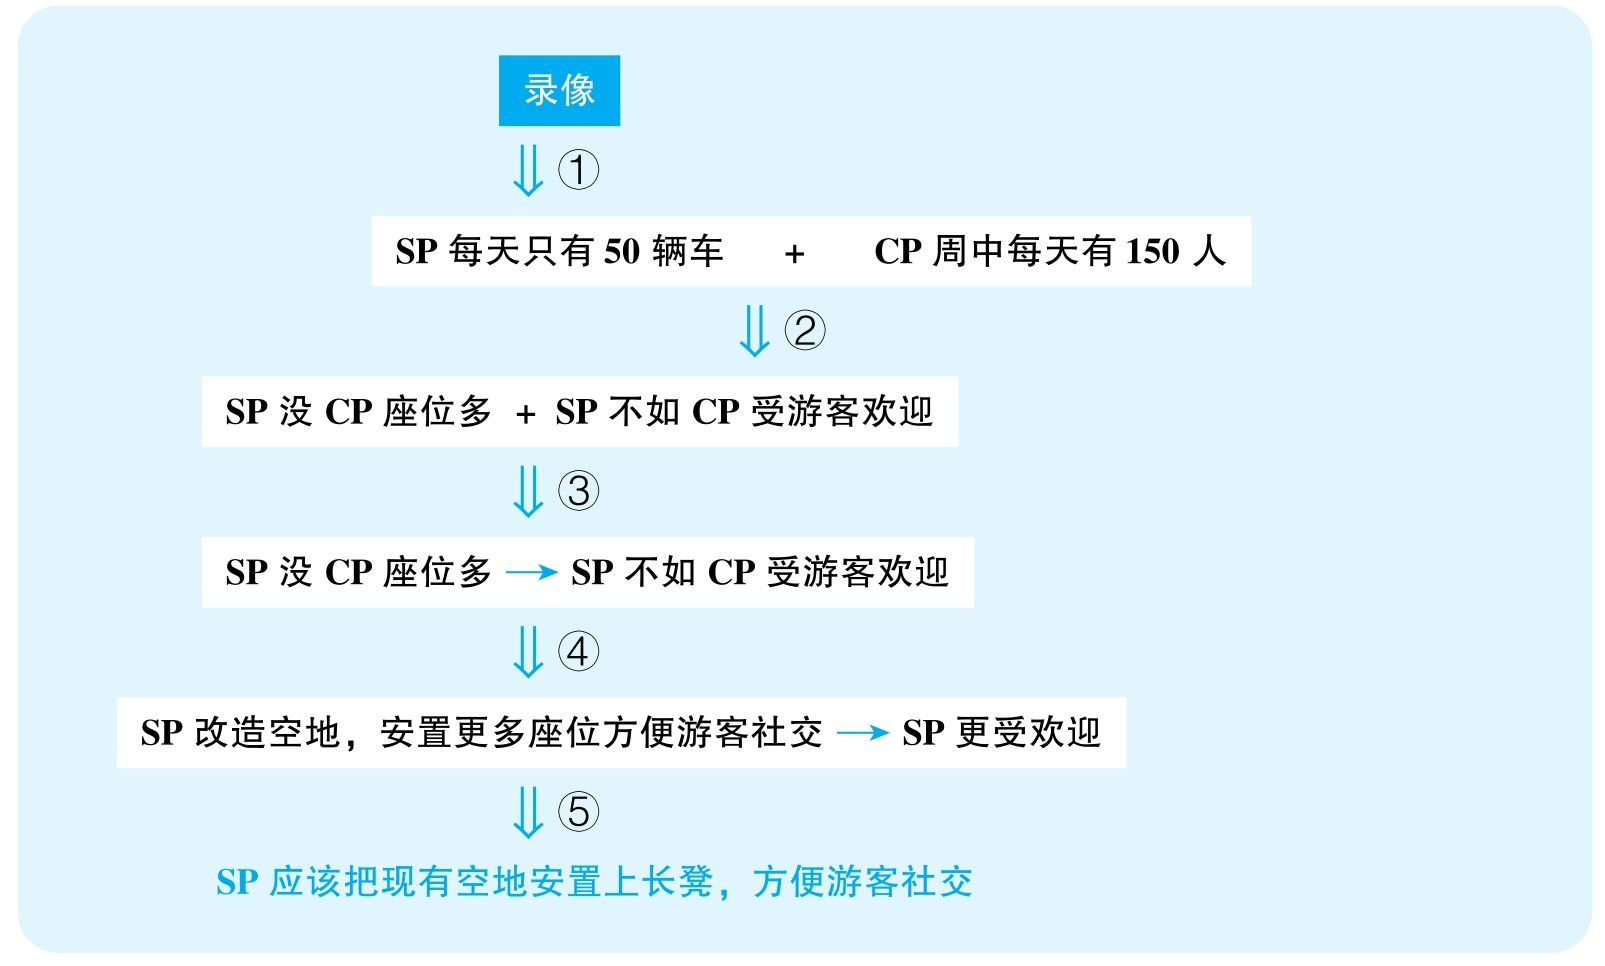 录像
①
SP 每天只有 50 辆车 + CP 周中每天有 150 人
②
SP 没 CP 座位多 + SP 不如 CP 受游客欢迎
③
SP 没 CP 座位多 → SP 不如 CP 受游客欢迎
④
SP 改造空地，安置更多座位方便游客社交 → SP 更受欢迎
⑤
SP 应该把现有空地安置上长凳，方便游客社交